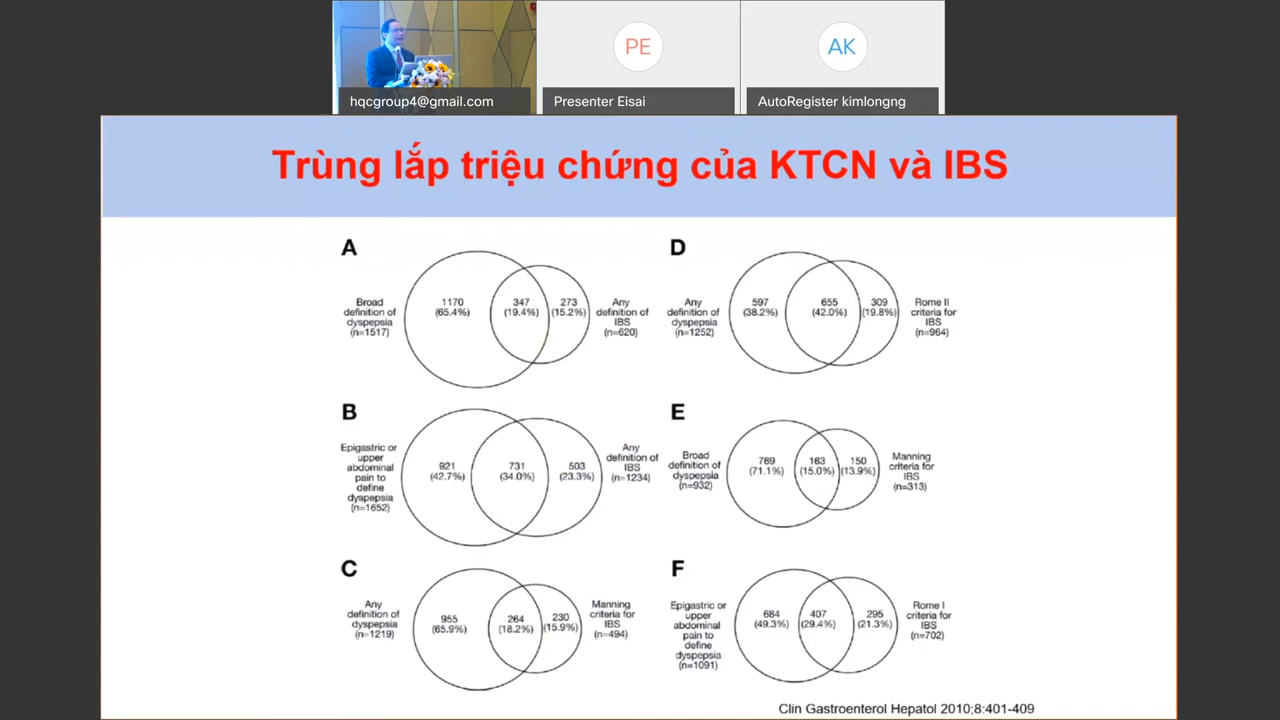 PE
AK
hqcgroup4@gmail.com
Presenter Eisai
AutoRegister kimlongng
Trùng lắp triệu chứng của KTCN và IBS
A
Broad
definition of
dyspepsia
(n=1517)
1170
(65.4%)
347
(19.4%)
273
(15.2%)
Any
definition of
IBS
(n=620)
D
Any
definition of
dyspepsia
(n=1252)
597
(38.2%)
655
(42.0%)
309
(19.8%)
Rome II
criteria for
IBS
(n=964)
B
Epigastric or
upper
abdominal
pain to
define
dyspepsia
(n=1652)
921
(42.7%)
731
(34.0%)
503
(23.3%)
Any
definition of
IBS
(n=1234)
E
Broad
definition of
dyspepsia
(n=932)
769
(71.1%)
163
(15.0%)
150
(13.9%)
Manning
criteria for
IBS
(n=313)
C
Any
definition of
dyspepsia
(n=1219)
955
(65.9%)
264
(18.2%)
230
(15.9%)
Manning
criteria for
IBS
(n=494)
F
Epigastric or
upper
abdominal
pain to
define
dyspepsia
(n=1091)
684
(49.3%)
407
(29.4%)
295
(21.3%)
Rome I
criteria for
IBS
(n=702)
Clin Gastroenterol Hepatol 2010;8:401-409